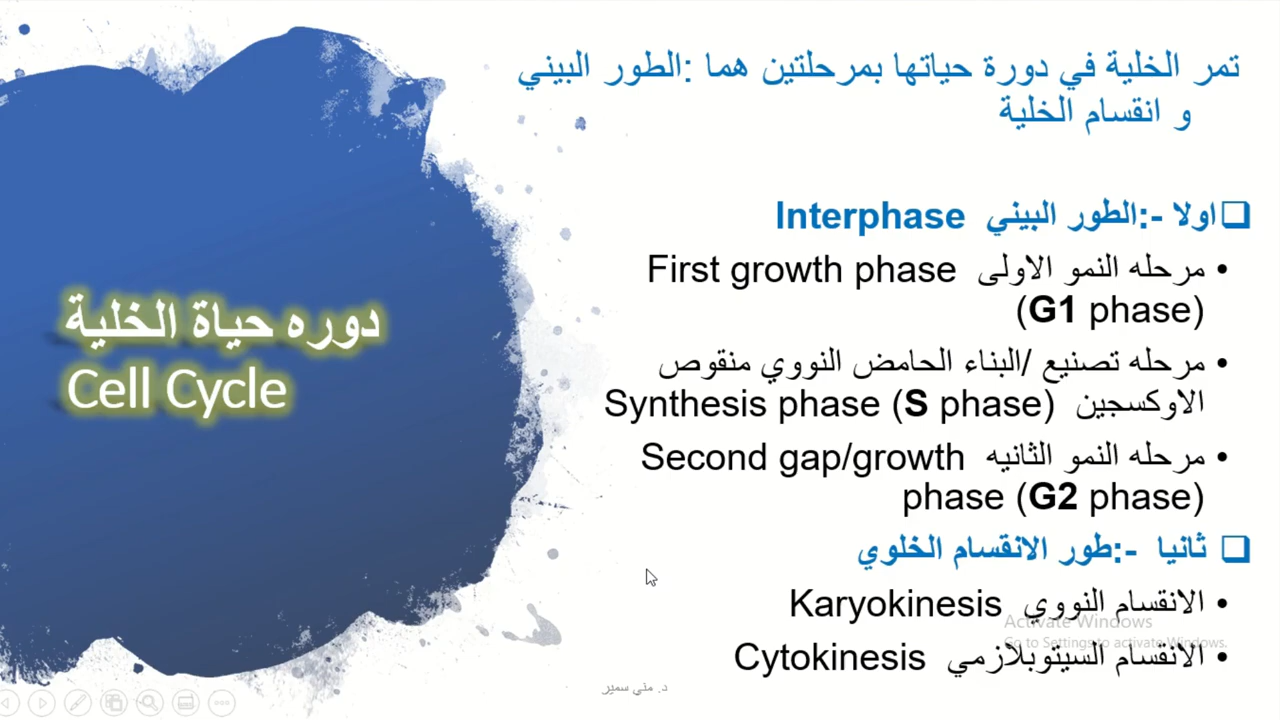 دوره حياة الخلية
Cell Cycle
تمر الخلية في دورة حياتها بمرحلتين هما :الطور البيني
و انقسام الخلية
اولا -:الطور البيني Interphase
• مرحله النمو الاولى First growth phase
(G1 phase)
• مرحله تصنيع /البناء الحامض النووي منقوص
الاوكسجين Synthesis phase (S phase)
• مرحله النمو الثانيه Second gap/growth
phase (G2 phase)
ثانيا -:طور الانقسام الخلوي
• الانقسام النووي Karyokinesis
• الانقسام السيتوبلازمي Cytokinesis
Activate Windows
Go to Settings to activate Windows.
د. مني سمير